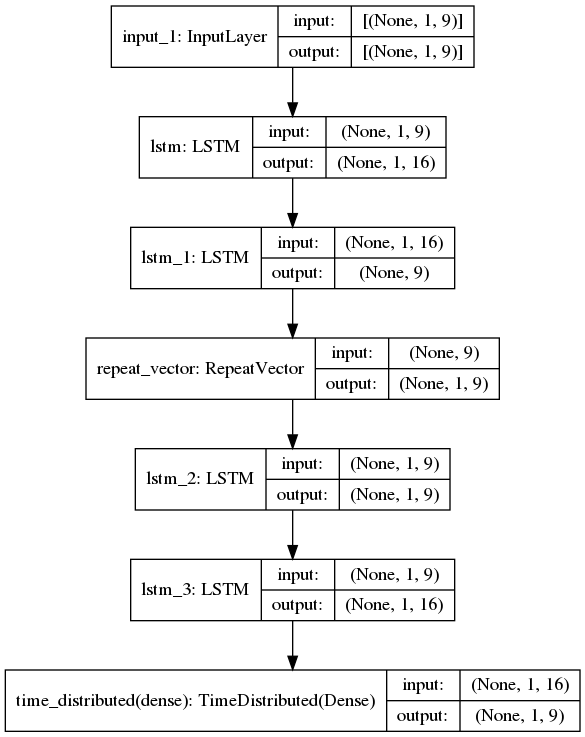 input_1: InputLayer
input:
[(None, 1, 9)]
output:
[(None, 1, 9)]
lstm: LSTM
input:
(None, 1, 9)
output:
(None, 1, 16)
lstm_1: LSTM
input:
(None, 1, 16)
output:
(None, 9)
repeat_vector: RepeatVector
input:
(None, 9)
output:
(None, 1, 9)
lstm_2: LSTM
input:
(None, 1, 9)
output:
(None, 1, 9)
lstm_3: LSTM
input:
(None, 1, 9)
output:
(None, 1, 16)
time_distributed(dense): TimeDistributed(Dense)
input:
(None, 1, 16)
output:
(None, 1, 9)